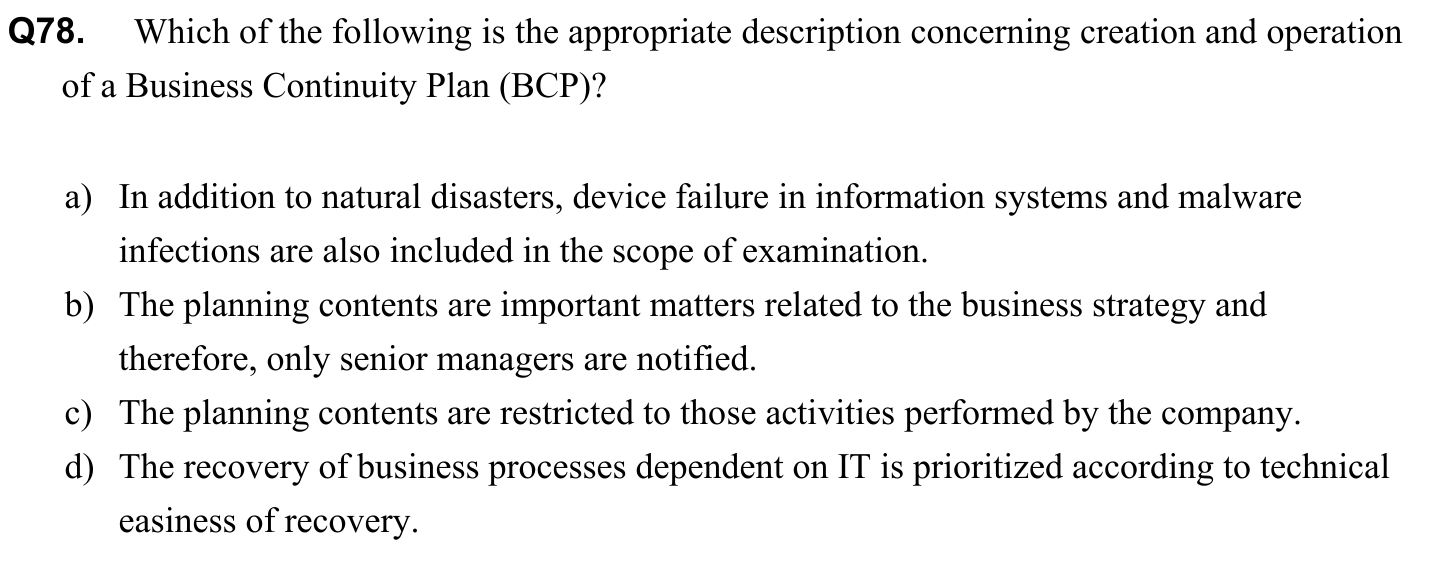 Q78. Which of the following is the appropriate description concerning creation and operation
of a Business Continuity Plan (BCP)?
a) In addition to natural disasters, device failure in information systems and malware
infections are also included in the scope of examination.
b) The planning contents are important matters related to the business strategy and
therefore, only senior managers are notified.
c) The planning contents are restricted to those activities performed by the company.
d) The recovery of business processes dependent on IT is prioritized according to technical
easiness of recovery.